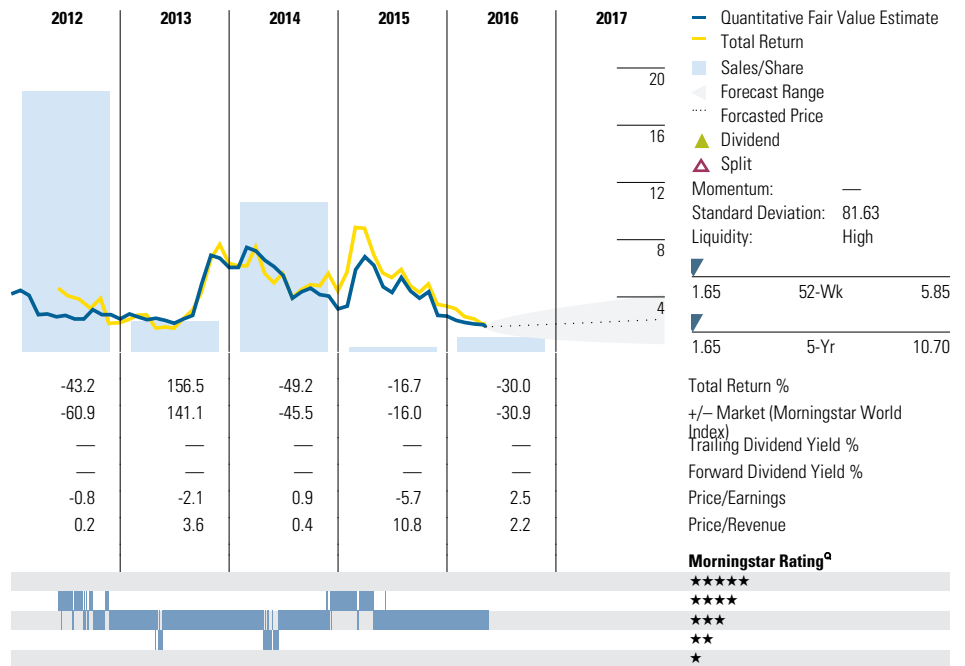 2012 2013 2014 2015 2016 2017
Quantitative Fair Value Estimate
Total Return
Sales/Share
Forecast Range
Forcasted Price
Dividend
Split
Momentum: —
Standard Deviation: 81.63
Liquidity: High
1.65 52-Wk 5.85
1.65 5-Yr 10.70
20
16
12
8
4
-43.2 156.5 -49.2 -16.7 -30.0 Total Return %
-60.9 141.1 -45.5 -16.0 -30.9 +/– Market (Morningstar World
Index)
— — — — — Trailing Dividend Yield %
— — — — — Forward Dividend Yield %
-0.8 -2.1 0.9 -5.7 2.5 Price/Earnings
0.2 3.6 0.4 10.8 2.2 Price/Revenue
Morningstar RatingQ
★★★★★
★★★★
★★★
★★
★